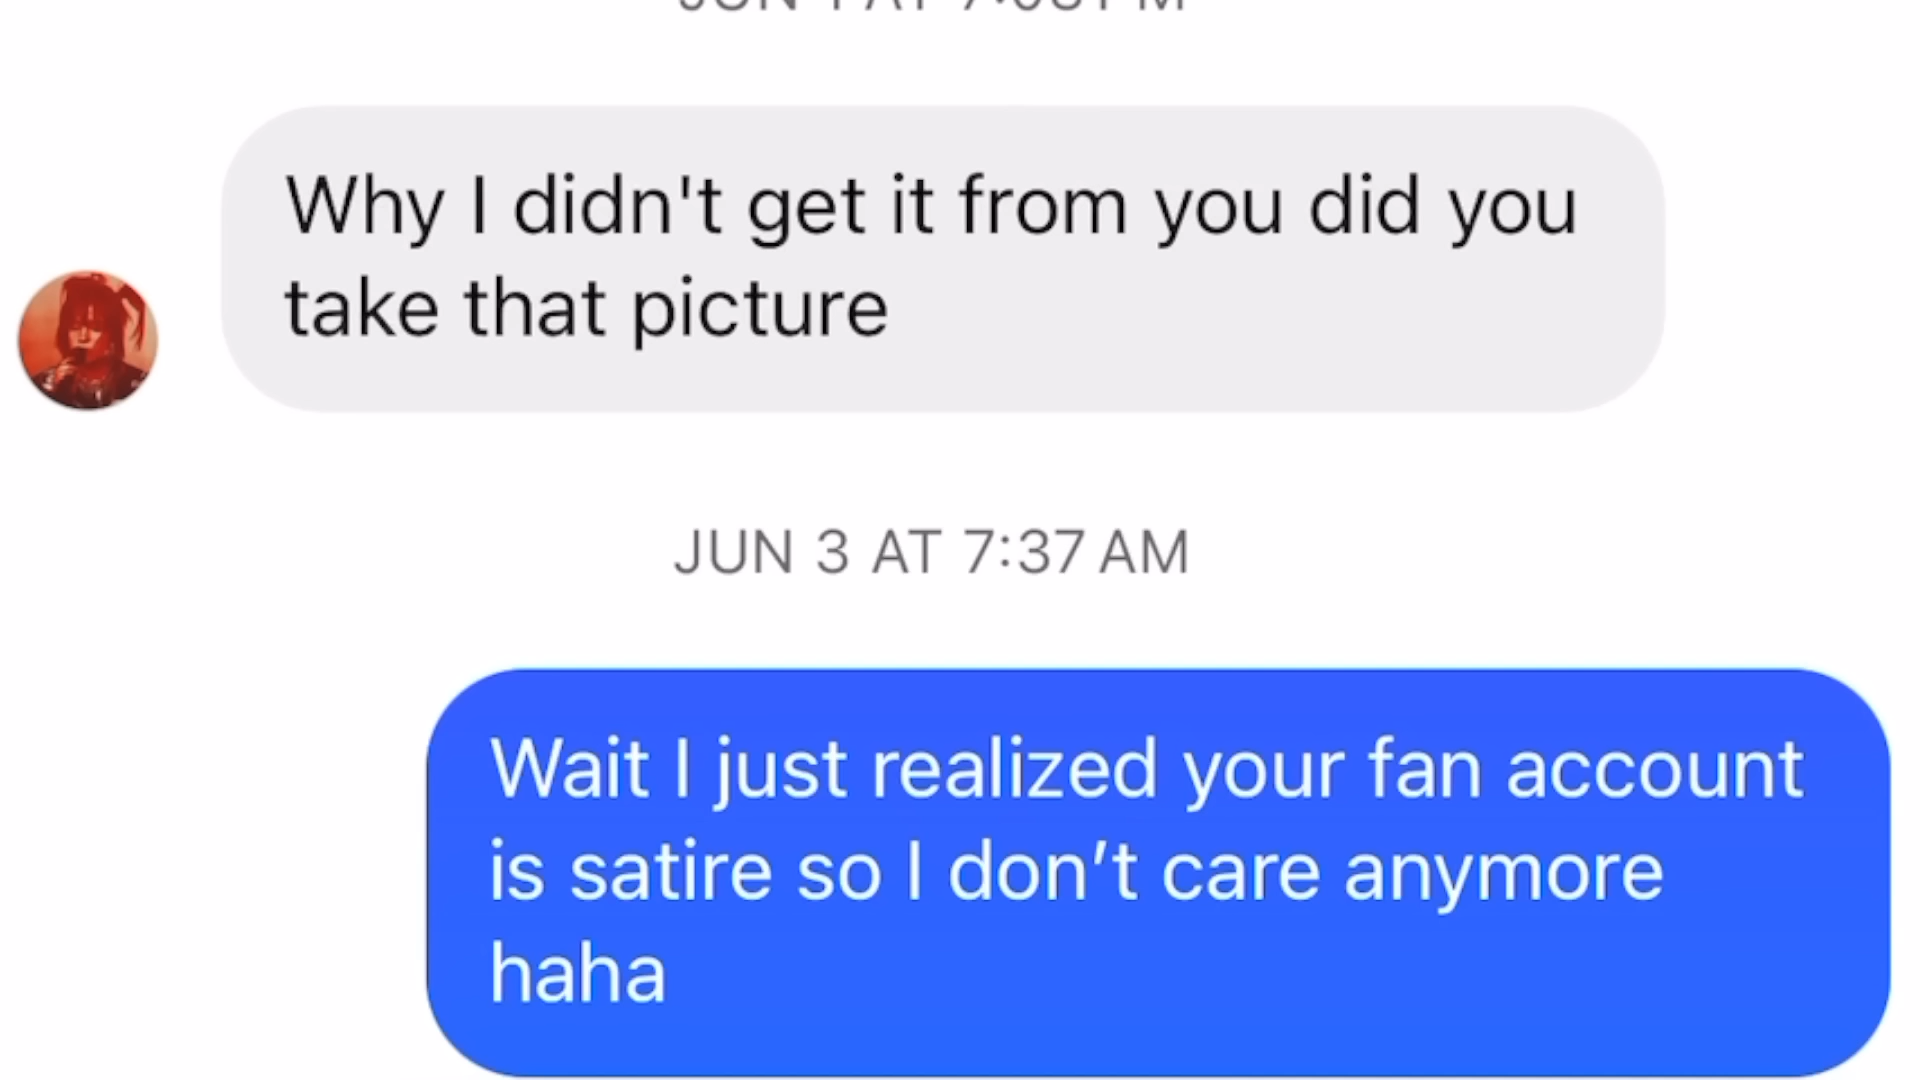 Why I didn't get it from you did you
take that picture
JUN 3 AT 7:37 AM
Wait I just realized your fan account
is satire so I don’t care anymore
haha